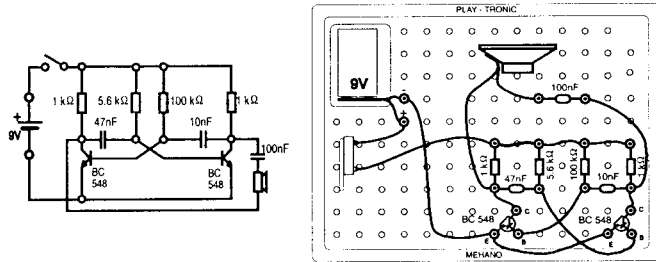 1 kΩ 5.6 kΩ 100 kΩ 1 kΩ
+
9V
47nF 10nF
100nF
BC
548
BC
548
PLAY - TRONIC
9V
-
+
100nF
1 kΩ
5.6 kΩ
100 kΩ
1 kΩ
47nF
10nF
BC 548 C
BC 548 C
E B E B
MEHANO